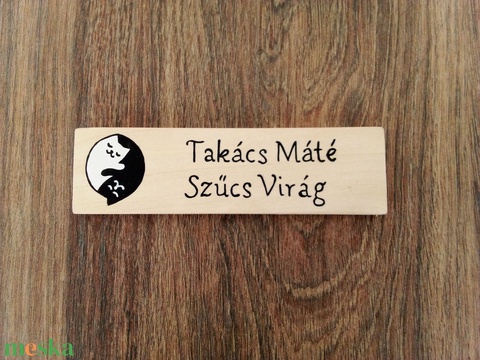 Takács Máté
Szűcs Virág
meska